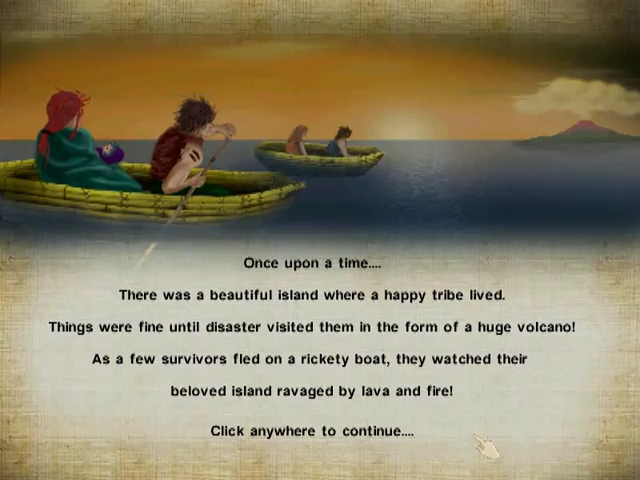 Once upon a time....
There was a beautiful island where a happy tribe lived.
Things were fine until disaster visited them in the form of a huge volcano!
As a few survivors fled on a rickety boat, they watched their
beloved island ravaged by lava and fire!
Click anywhere to continue....